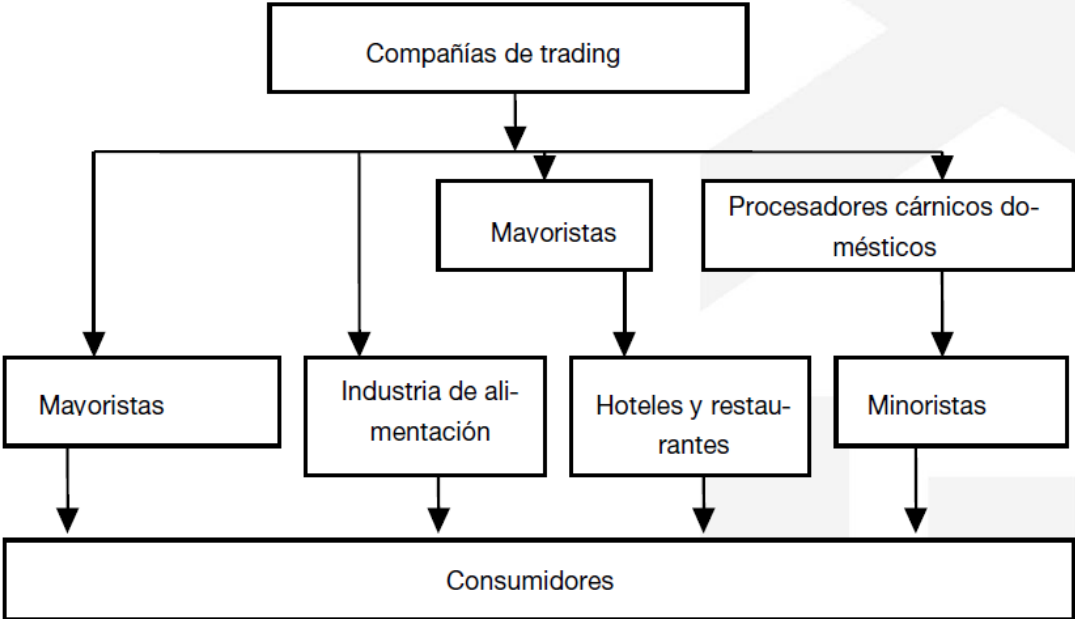 Compañías de trading
Mayoristas
Procesadores cárnicos do-
mésticos
Mayoristas
Industria de ali-
mentación
Hoteles y restau-
rantes
Minoristas
Consumidores